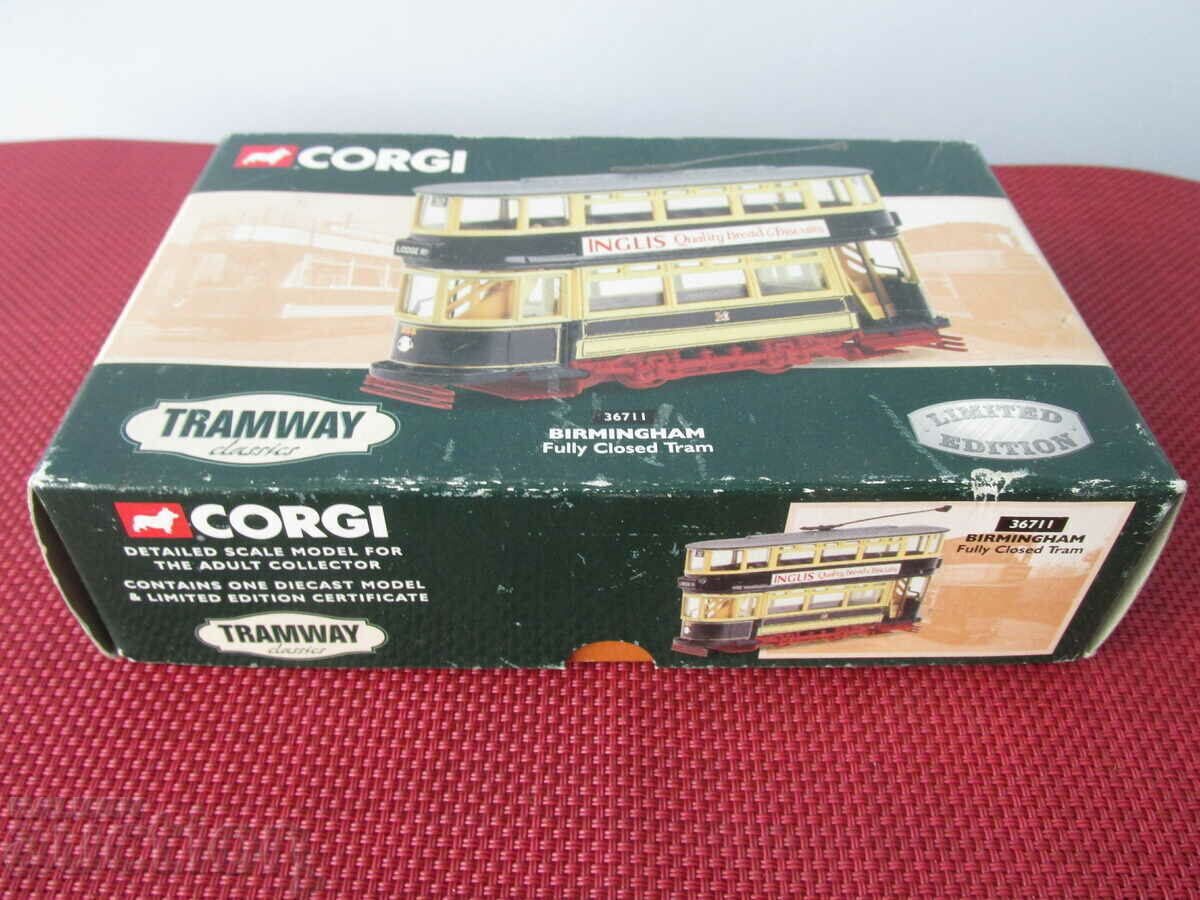 CORGI
LODGE RD
INGLIS Quality Bread & Biscuits
TRAMWAY
classics
36711
BIRMINGHAM
Fully Closed Tram
LIMITED
EDITION
CORGI
DETAILED SCALE MODEL FOR
THE ADULT COLLECTOR
CONTAINS ONE DIECAST MODEL
& LIMITED EDITION CERTIFICATE
TRAMWAY
classics
INGLIS Quality Bread & Biscuits
36711
BIRMINGHAM
Fully Closed Tram